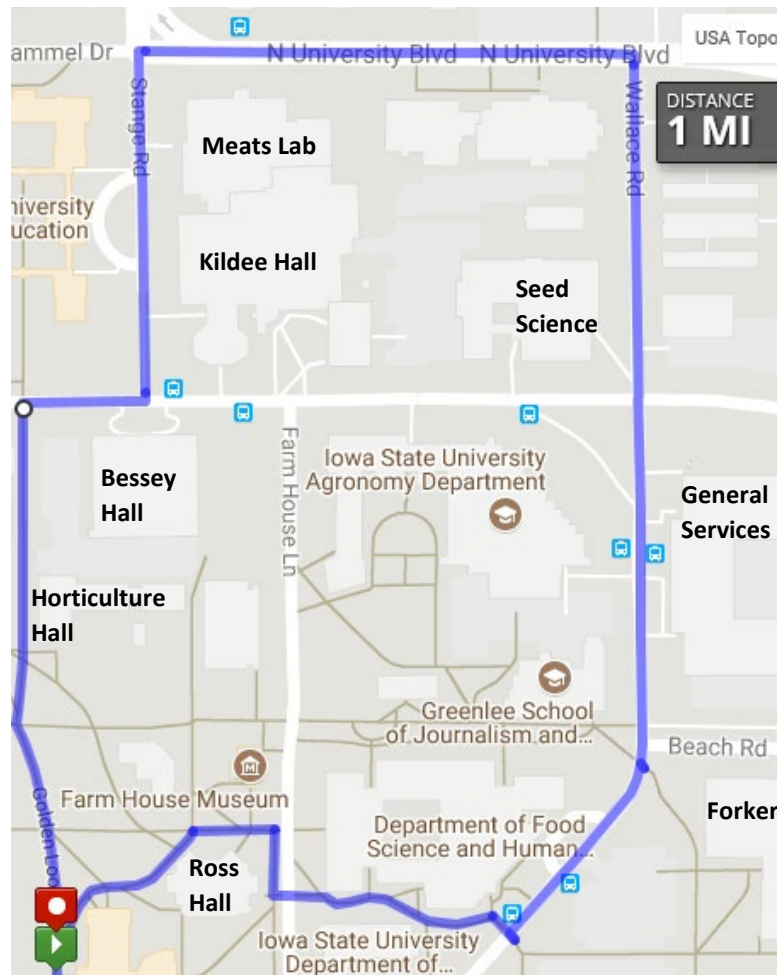 ammel Dr
N University Blvd
N University Blvd
USA Topo
DISTANCE
1 MI
Stange Rd
Wallace Rd
Meats Lab
niversity
ucation
Kildee Hall
Seed
Science
Farm House Ln
Bessey
Hall
Iowa State University
Agronomy Department
General
Services
Horticulture
Hall
Greenlee School
of Journalism and...
Beach Rd
Golden Loo
Farm House Museum
Department of Food
Science and Human...
Forker
Ross
Hall
Iowa State University
Department of...